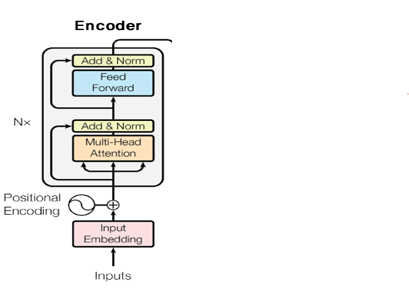 Encoder
Add & Norm
Feed
Forward
Nx
Add & Norm
Multi-Head
Attention
Positional
Encoding
Input
Embedding
Inputs